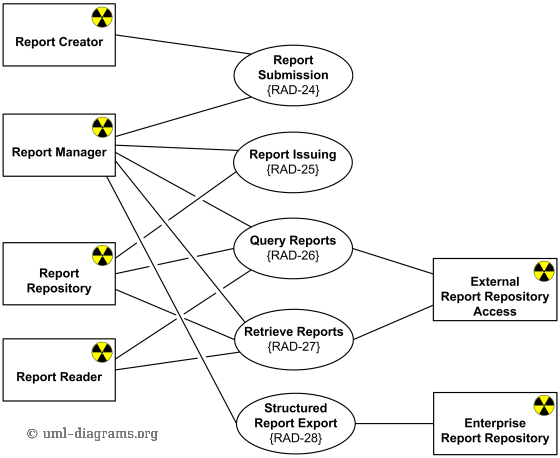 Report Creator
Report
Submission
{RAD-24}
Report Manager
Report Issuing
{RAD-25}
Report
Repository
Query Reports
{RAD-26}
External
Report Repository
Access
Retrieve Reports
{RAD-27}
Report Reader
Structured
Report Export
{RAD-28}
Enterprise
Report Repository
© uml-diagrams.org